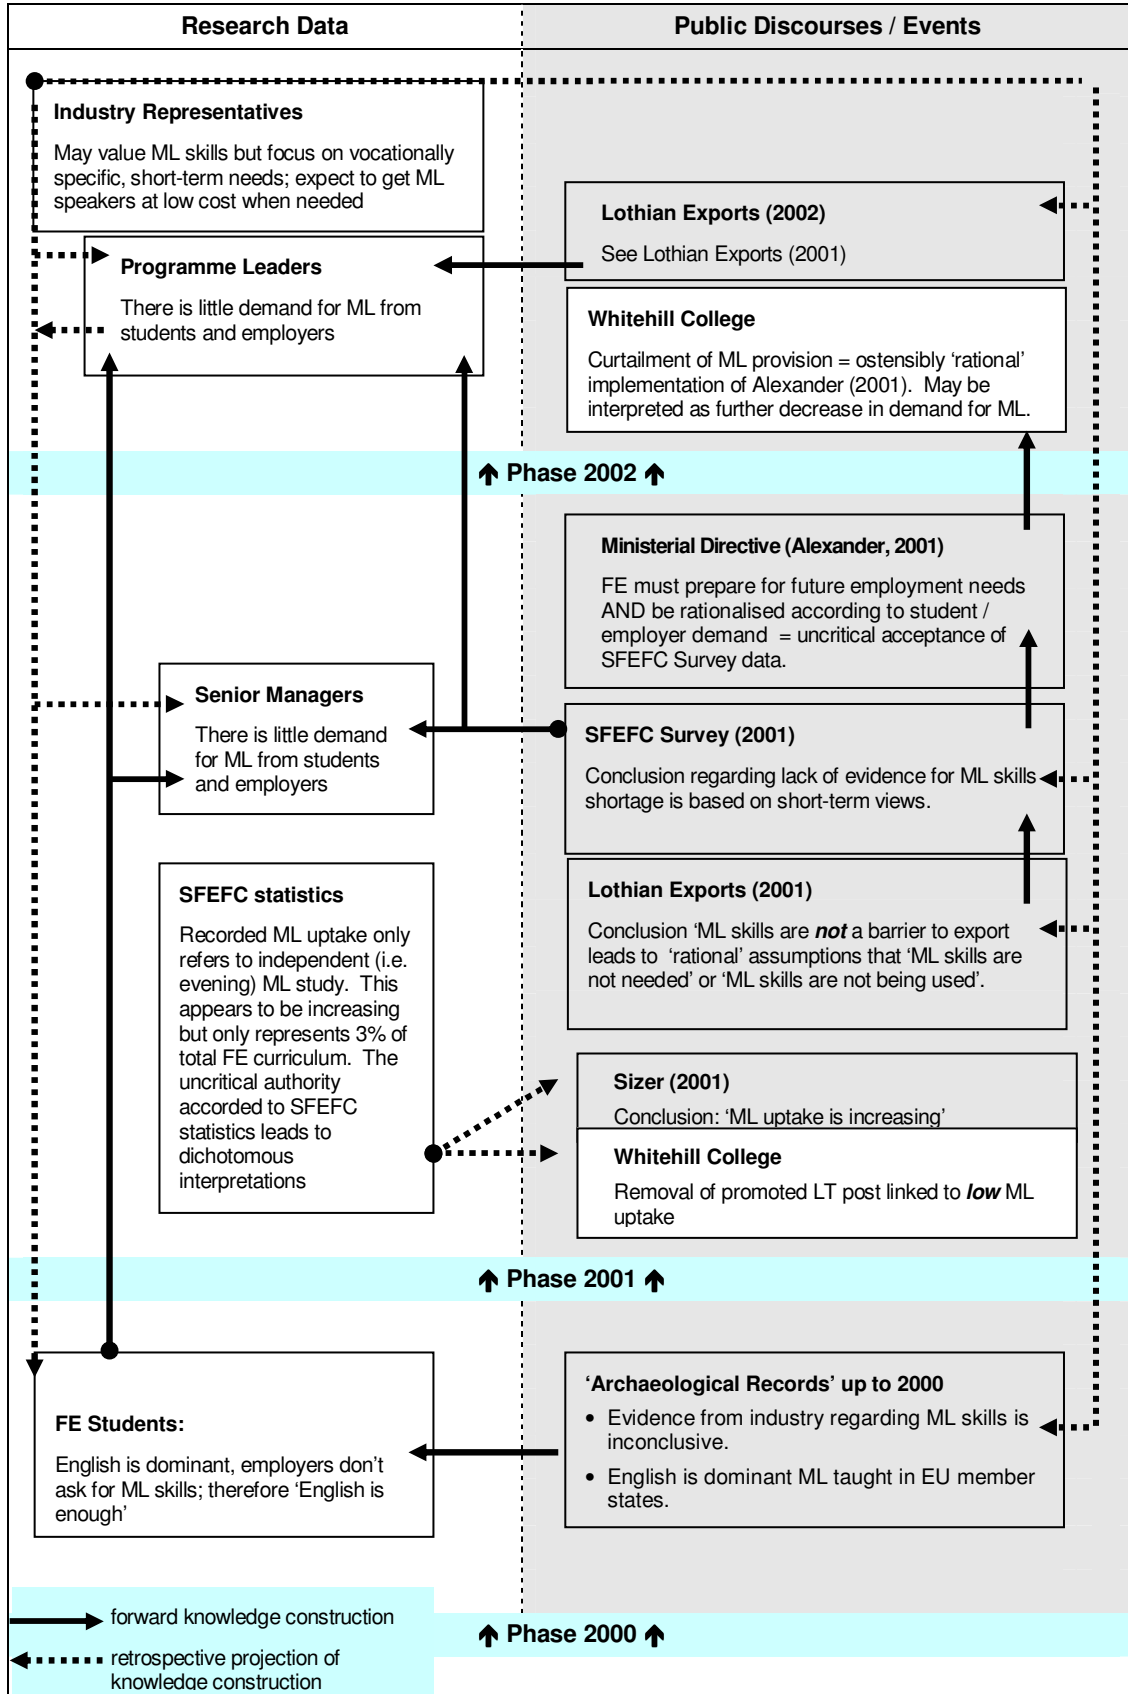 Research Data
Public Discourses / Events
Industry Representatives
May value ML skills but focus on vocationally
specific, short-term needs; expect to get ML
speakers at low cost when needed
Lothian Exports (2002)
See Lothian Exports (2001)
Programme Leaders
There is little demand for ML from
students and employers
Whitehill College
Curtailment of ML provision = ostensibly ‘rational’
implementation of Alexander (2001). May be
interpreted as further decrease in demand for ML.
↑ Phase 2002 ↑
Ministerial Directive (Alexander, 2001)
FE must prepare for future employment needs
AND be rationalised according to student /
employer demand = uncritical acceptance of
SFEFC Survey data.
Senior Managers
There is little demand
for ML from students
and employers
SFEFC Survey (2001)
Conclusion regarding lack of evidence for ML skills
shortage is based on short-term views.
SFEFC statistics
Recorded ML uptake only
refers to independent (i.e.
evening) ML study. This
appears to be increasing
but only represents 3% of
total FE curriculum. The
uncritical authority
accorded to SFEFC
statistics leads to
dichotomous
interpretations
Lothian Exports (2001)
Conclusion ‘ML skills are not a barrier to export
leads to ‘rational’ assumptions that ‘ML skills are
not needed’ or ‘ML skills are not being used’.
Sizer (2001)
Conclusion: ‘ML uptake is increasing’
Whitehill College
Removal of promoted LT post linked to low ML
uptake
↑ Phase 2001 ↑
FE Students:
English is dominant, employers don’t
ask for ML skills; therefore ‘English is
enough’
‘Archaeological Records’ up to 2000
• Evidence from industry regarding ML skills is
inconclusive.
• English is dominant ML taught in EU member
states.
forward knowledge construction
retrospective projection of
knowledge construction
↑ Phase 2000 ↑